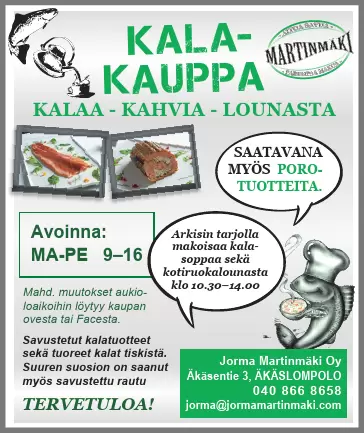 KALA-
KAUPPA
MARTINMÄKI
KALAA - KAHVIA - LOUNASTA
SAATAVANA
MYÖS PORO-
TUOTTEITA.
Avoinna:
MA-PE 9–16
Arkisin tarjolla
makoisaa kala-
soppaa sekä
kotiruokalounasta
klo 10.30–14.00
Mahd. muutokset aukio-
loaikoihin löytyy kaupan
ovesta tai Facesta.
Savustetut kalatuotteet
sekä tuoreet kalat tiskistä.
Suuren suosion on saanut
myös savustettu rautu
TERVETULOA!
Jorma Martinmäki Oy
Äkäsentie 3, ÄKÄSLOMPOLO
040 866 8658
jorma@jormamartinmaki.com